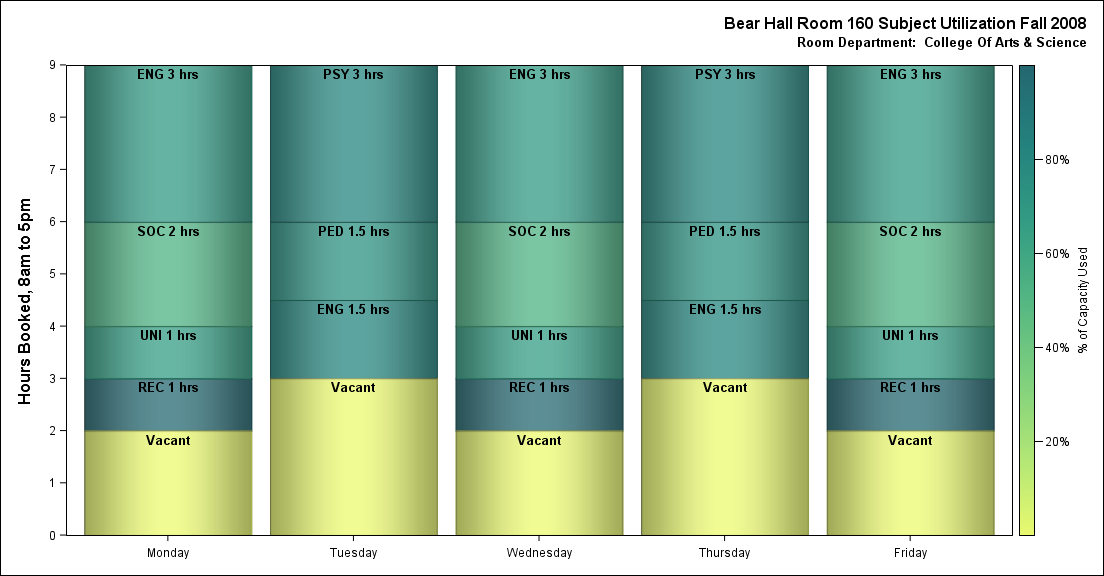 Bear Hall Room 160 Subject Utilization Fall 2008
Room Department:  College Of Arts & Science
Hours Booked, 8am to 5pm
9
8
7
6
5
4
3
2
1
0
ENG 3 hrs
SOC 2 hrs
UNI 1 hrs
REC 1 hrs
Vacant
Monday
PSY 3 hrs
PED 1.5 hrs
ENG 1.5 hrs
Vacant
Tuesday
ENG 3 hrs
SOC 2 hrs
UNI 1 hrs
REC 1 hrs
Vacant
Wednesday
PSY 3 hrs
PED 1.5 hrs
ENG 1.5 hrs
Vacant
Thursday
ENG 3 hrs
SOC 2 hrs
UNI 1 hrs
REC 1 hrs
Vacant
Friday
80%
60%
40%
20%
% of Capacity Used